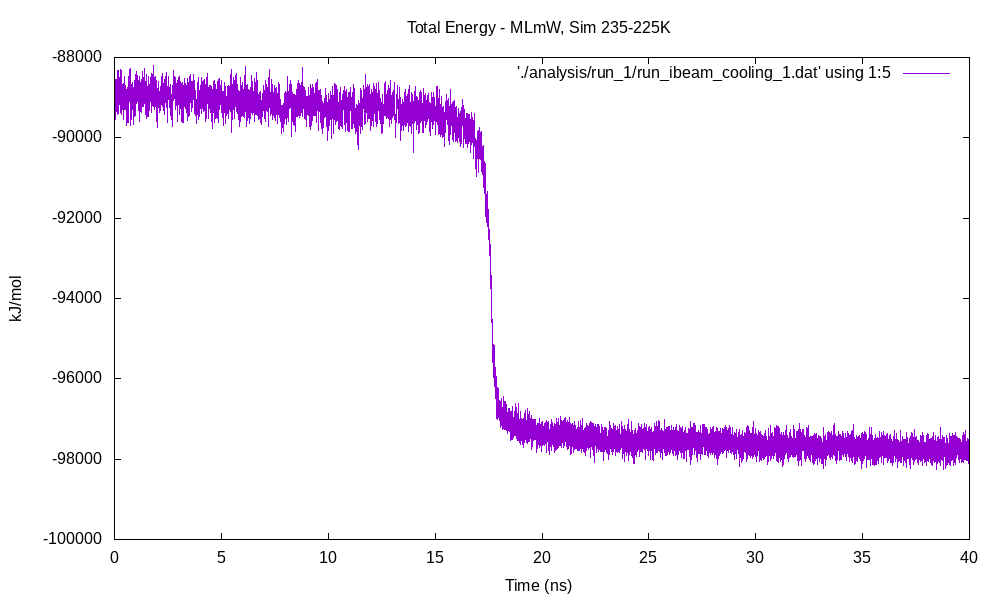 Total Energy - MLmW, Sim 235-225K
'./analysis/run_1/run_ibeam_cooling_1.dat' using 1:5
-88000
-90000
-92000
-94000
-96000
-98000
-100000
kJ/mol
0 5 10 15 20 25 30 35 40
Time (ns)